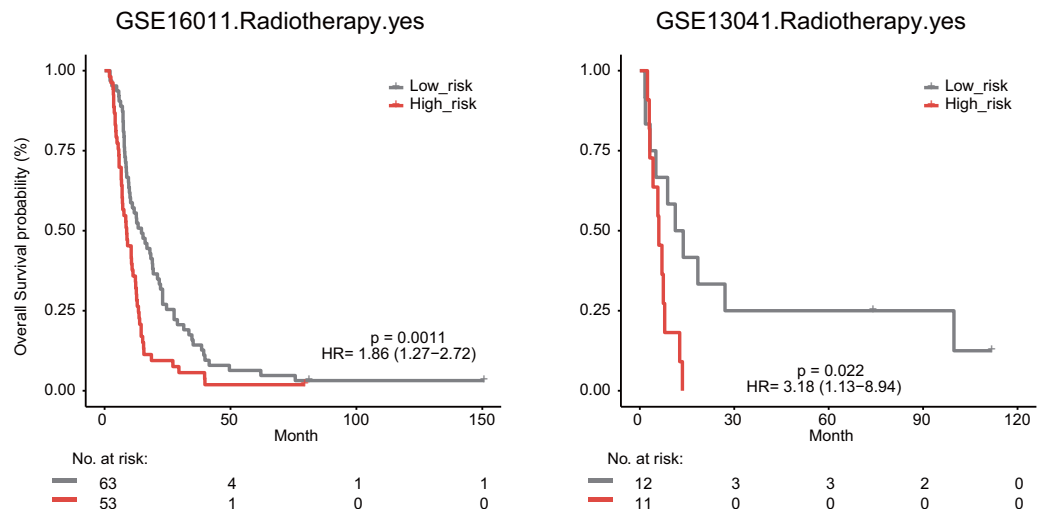 GSE16011.Radiotherapy.yes
Overall Survival probability (%)
1.00
0.75
0.50
0.25
0.00
Low_risk
High_risk
p = 0.0011
HR= 1.86 (1.27−2.72)
0 50 100 150
Month
No. at risk:
63 4 1 1
53 1 0 0
GSE13041.Radiotherapy.yes
1.00
0.75
0.50
0.25
0.00
Low_risk
High_risk
p = 0.022
HR= 3.18 (1.13−8.94)
0 30 60 90 120
Month
No. at risk:
12 3 3 2 0
11 0 0 0 0